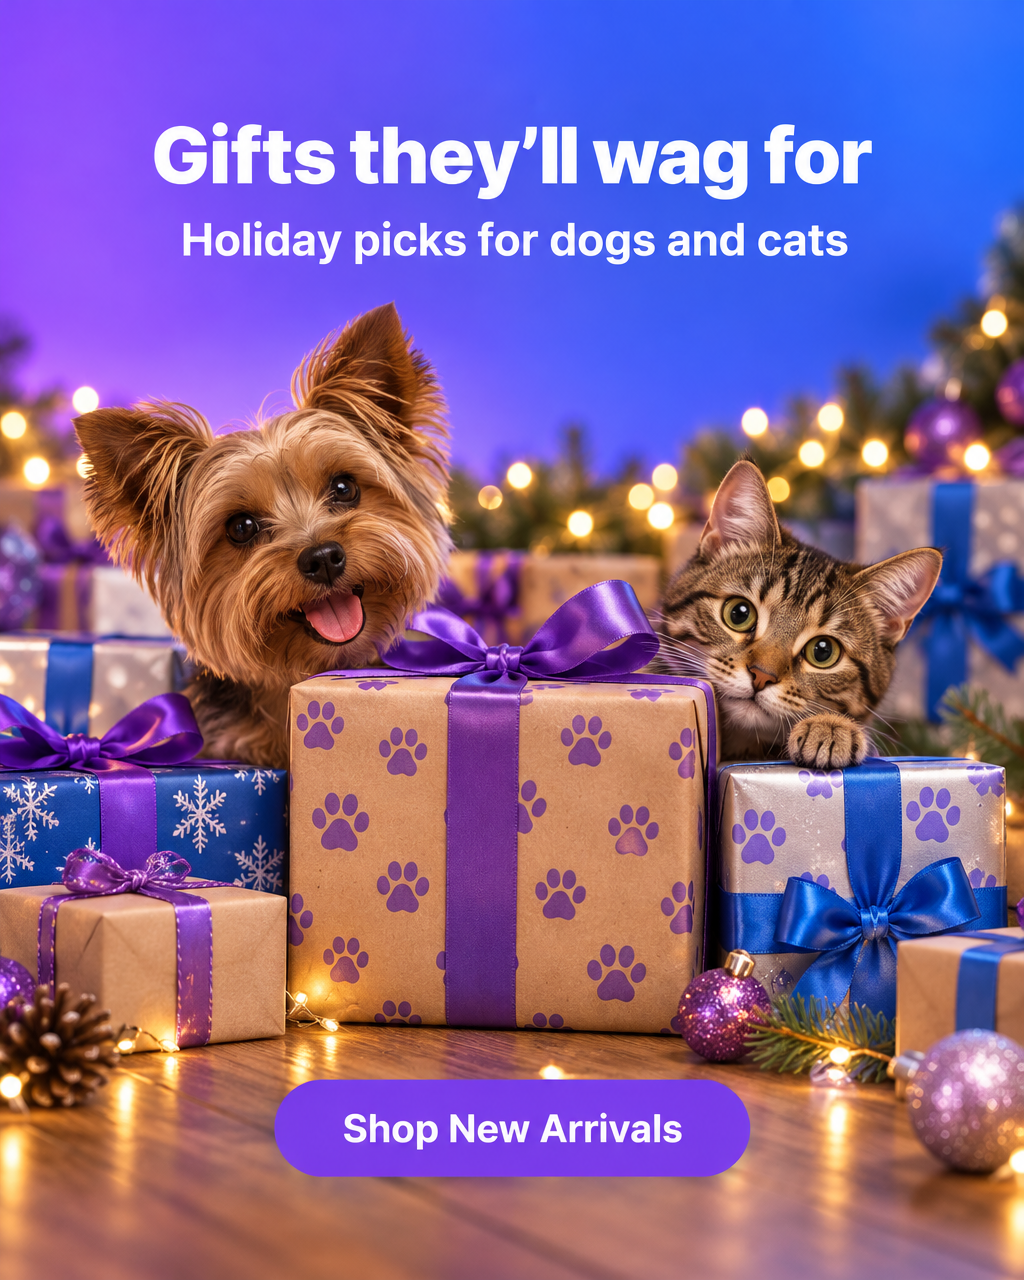 Gifts they’ll wag for
Holiday picks for dogs and cats
Shop New Arrivals